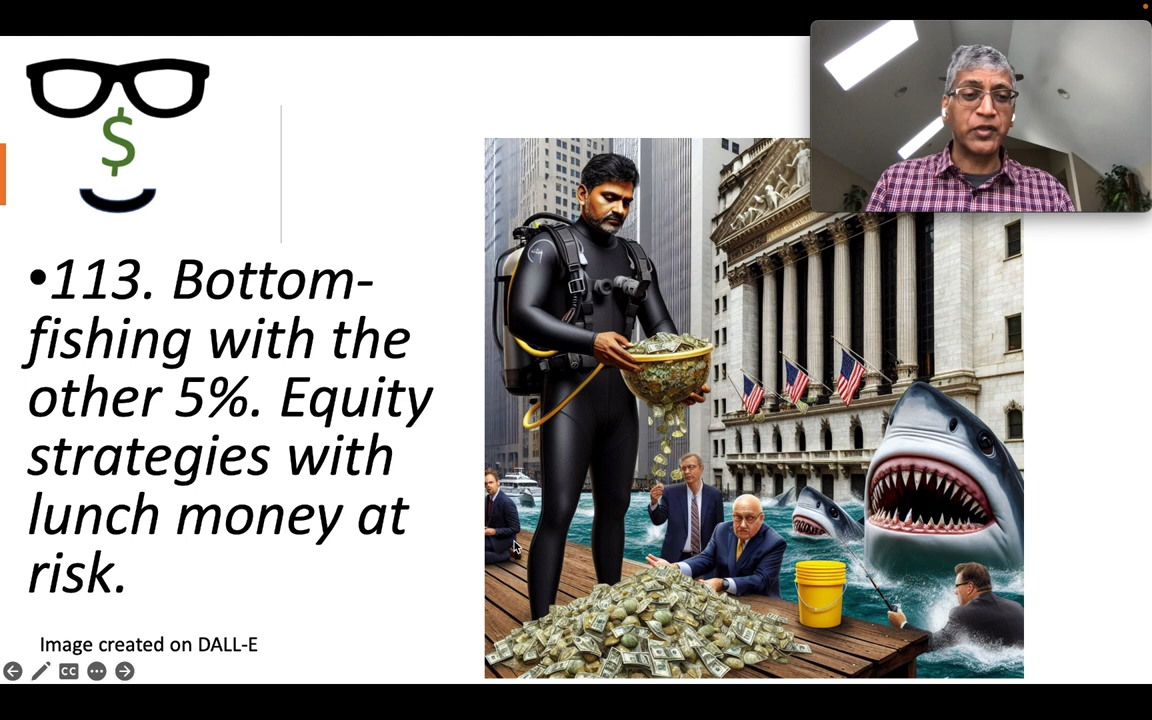 $
•113. Bottom-
fishing with the
other 5%. Equity
strategies with
lunch money at
risk.
Image created on DALL-E
CC